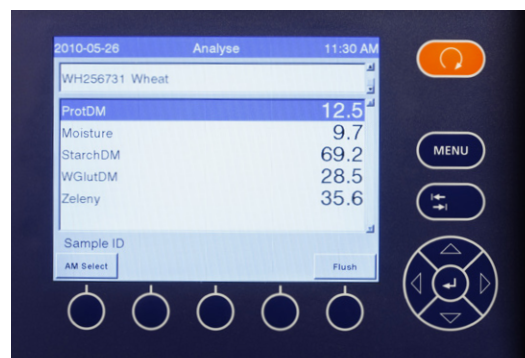 2010-05-26 Analyse 11:30 AM
WH256731 Wheat
ProtDM 12.5
Moisture 9.7
StarchDM 69.2
WGlutDM 28.5
Zeleny 35.6
Sample ID
AM Select Flush
MENU